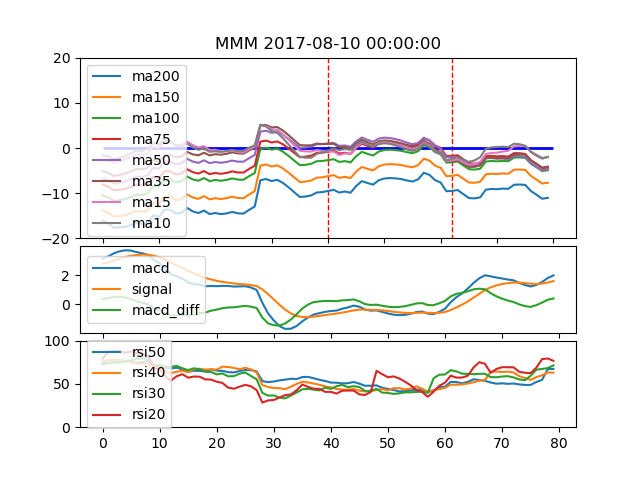 MMM 2017-08-10 00:00:00
20
10
0
−10
−20
ma200
ma150
ma100
ma75
ma50
ma35
ma15
ma10
2
0
macd
signal
macd_diff
100
50
0
rsi50
rsi40
rsi30
rsi20
0 10 20 30 40 50 60 70 80